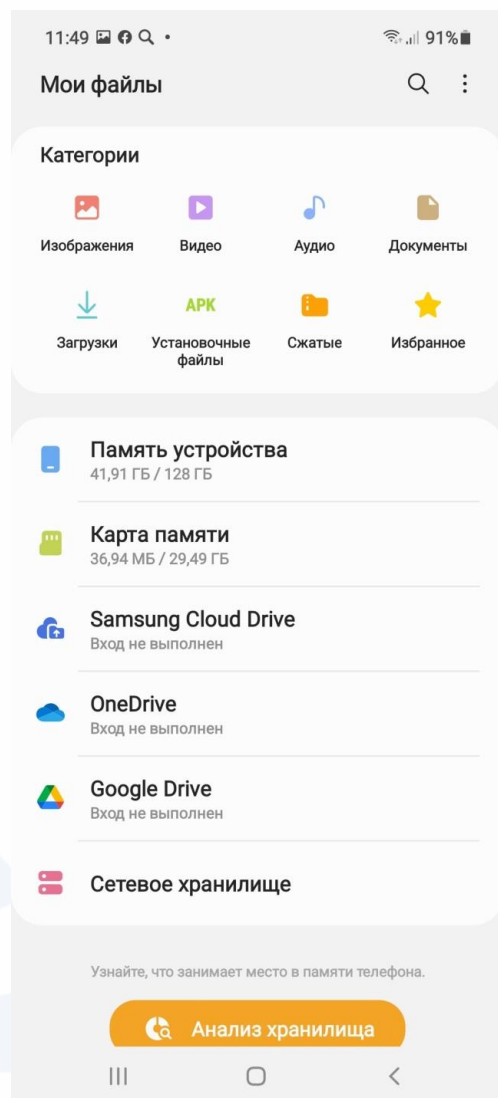 11:49
91%
Мои файлы
Категории
Изображения Видео Аудио Документы
APK
Загрузки Установочные файлы Сжатые Избранное
Память устройства
41,91 ГБ / 128 ГБ
Карта памяти
36,94 МБ / 29,49 ГБ
Samsung Cloud Drive
Вход не выполнен
OneDrive
Вход не выполнен
Google Drive
Вход не выполнен
Сетевое хранилище
Узнайте, что занимает место в памяти телефона.
Анализ хранилища